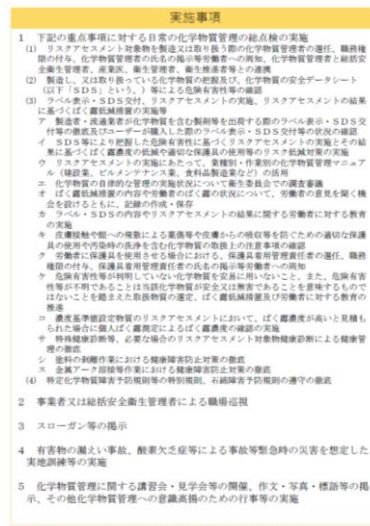 実施事項
1 下記の重点事項に対する日常の化学物質管理の総点検の実施
(1) リスクアセスメント対象物を製造又は取り扱う際の化学物質管理者の選任、職務権
限の付与、化学物質管理者の氏名の掲示等労働者への周知、化学物質管理者と総括安
全衛生管理者、産業医、衛生管理者、衛生推進者等との連携
(2) 製造し、又は取り扱っている化学物質の把握及び、化学物質の安全データシート
（以下「ＳＤＳ」という。）等による危険有害性等の確認
(3) ラベル表示・ＳＤＳ交付、リスクアセスメントの実施、リスクアセスメントの結果
に基づくばく露低減措置の実施等
ア 製造者・流通業者が化学物質を含む製剤等を出荷する際のラベル表示・ＳＤＳ交
付等の徹底及びユーザーが購入した際のラベル表示・ＳＤＳ交付等の状況の確認
イ ＳＤＳ等により把握した危険有害性に基づくリスクアセスメントの実施とその結
果に基づくばく露濃度の低減や適切な保護具の使用等のリスク低減対策の実施
ウ リスクアセスメントの実施にあたって、業種別・作業別の化学物質管理マニュア
ル（建設業、ビルメンテナンス業、食料品製造業など）の活用
エ 化学物質の自律的な管理の実施状況について衛生委員会での調査審議
オ ばく露低減措置の内容や労働者のばく露の状況について、労働者の意見を聞く機
会を設けるとともに、記録の作成・保存
カ ラベル・ＳＤＳの内容やリスクアセスメントの結果に関する労働者に対する教育
の実施
キ 皮膚接触や眼への飛散による薬傷等や皮膚からの吸収等を防ぐための適切な保護
具の使用や汚染時の洗浄を含む化学物質の取扱上の注意事項の確認
ク 労働者に保護具を使用させる場合における、保護具着用管理責任者の選任、職務
権限の付与、保護具着用管理責任者の氏名の掲示等労働者への周知
ケ 危険有害性等が判明していない化学物質を安易に用いないこと、また、危険有害
性等が不明であることは当該化学物質が安全又は無害であることを意味するもので
はないことを踏まえた取扱物質の選定、ばく露低減措置及び労働者に対する教育の
推進
コ 濃度基準値設定物質のリスクアセスメントにおいて、ばく露濃度が高いと見積も
られた場合に個人ばく露測定によるばく露濃度の確認の実施
サ 特殊健康診断等、必要な場合のリスクアセスメント対象物健康診断による健康管
理の徹底
シ 塗料の剥離作業における健康障害防止対策の徹底
ス 金属アーク溶接等作業における健康障害防止対策の徹底
(4) 特定化学物質障害予防規則等の特別規則、石綿障害予防規則の遵守の徹底
2 事業者又は総括安全衛生管理者による職場巡視
3 スローガン等の掲示
4 有害物の漏えい事故、酸素欠乏症等による事故等緊急時の災害を想定した
実地訓練等の実施
5 化学物質管理に関する講習会・見学会等の開催、作文・写真・標語等の掲
示、その他化学物質管理への意識高揚のための行事等の実施